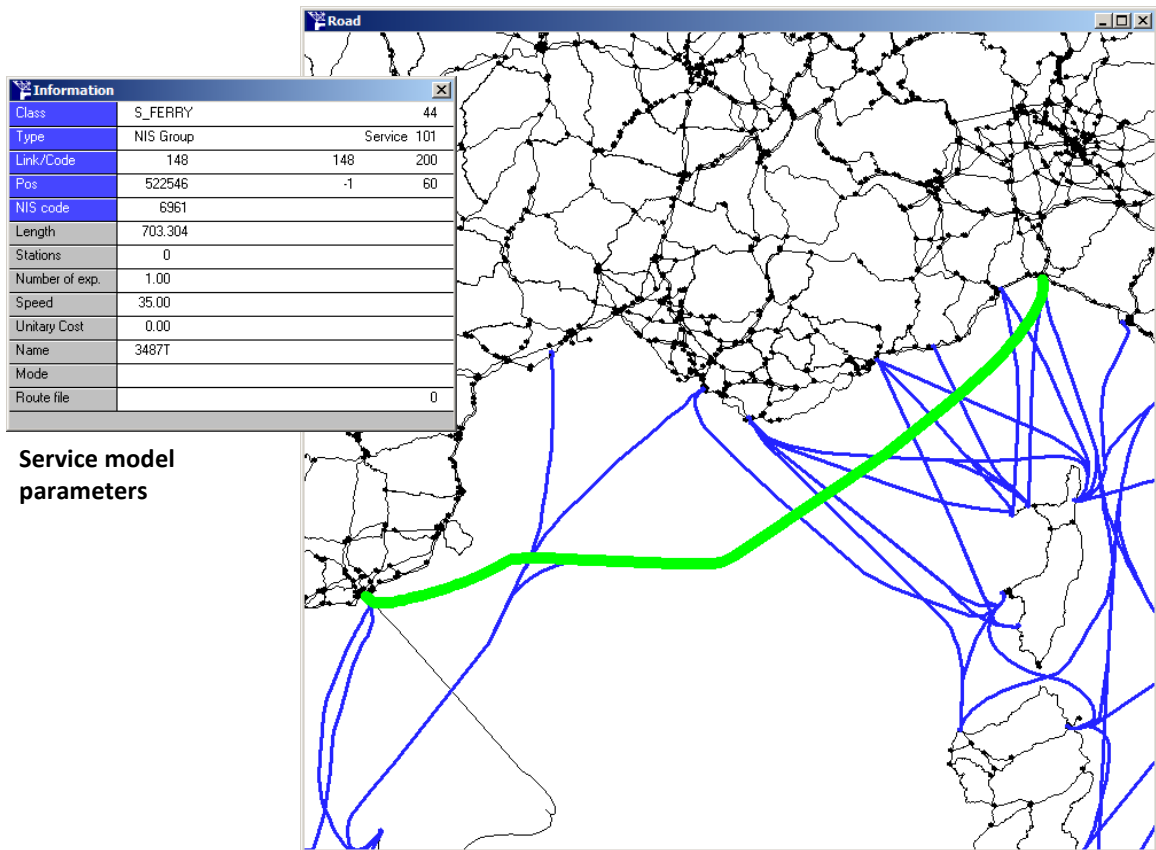 Road
Information
Class S_FERRY 44
Type NIS Group Service 101
Link/Code 148 148 200
Pos 522546 -1 60
NIS code 6961
Length 703.304
Stations 0
Number of exp. 1.00
Speed 35.00
Unitary Cost 0.00
Name 3487T
Mode
Route file 0
Service model
parameters